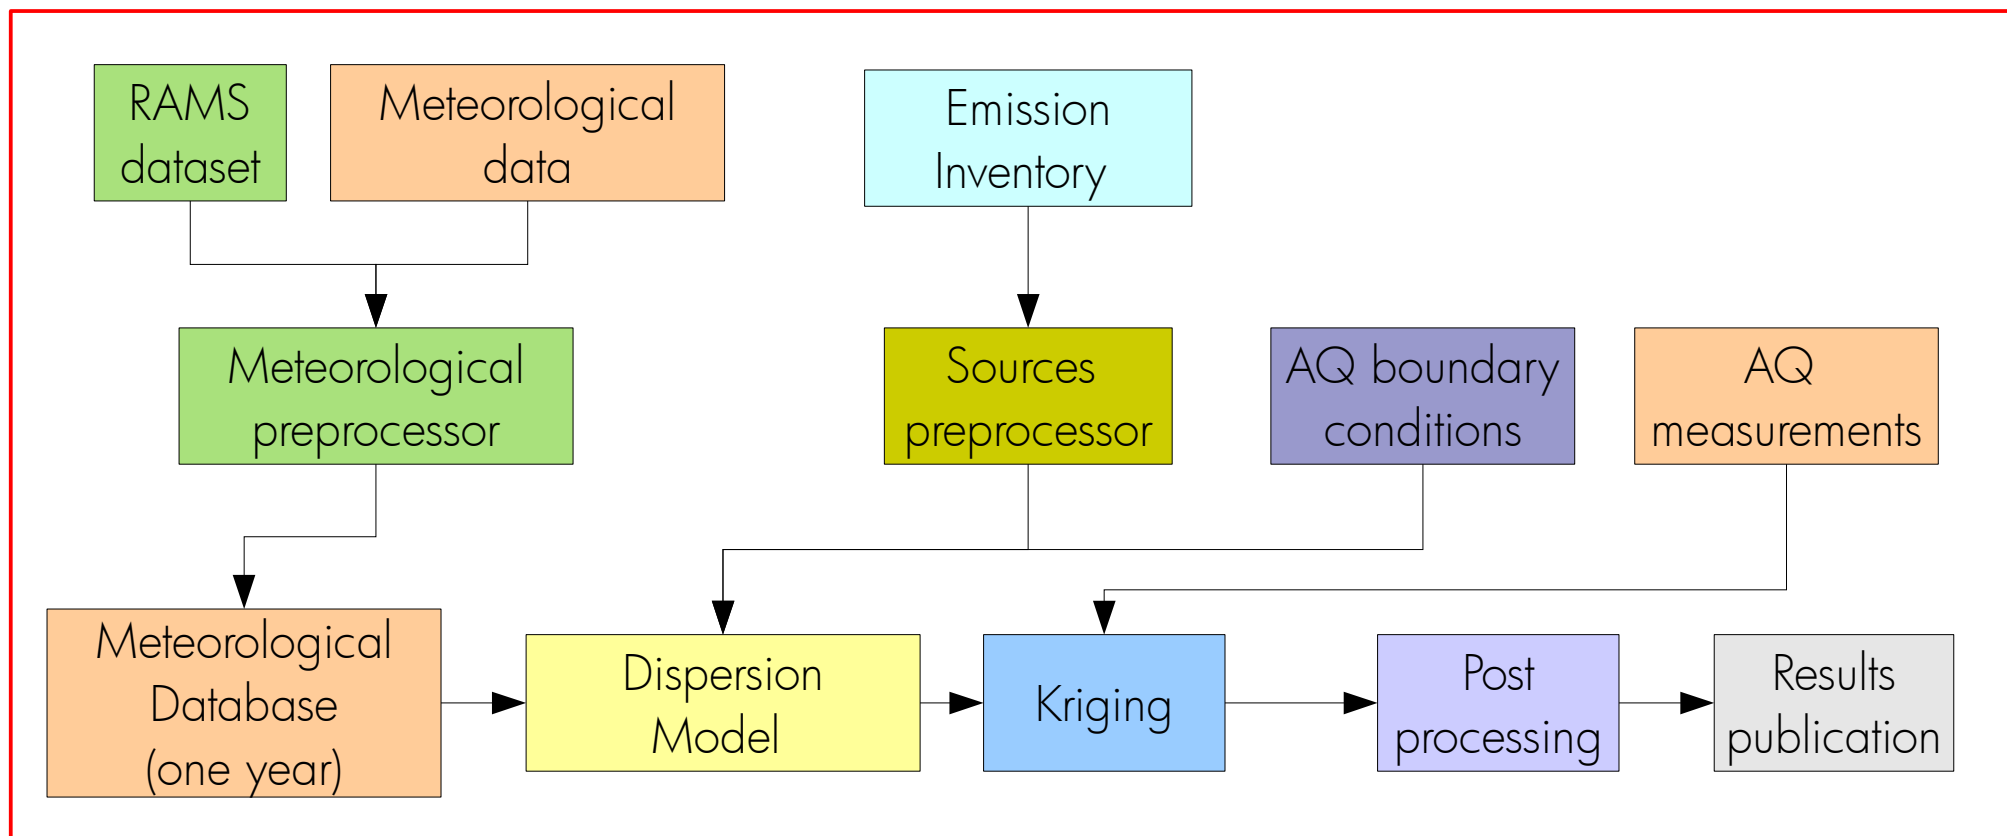 RAMS
dataset
Meteorological
data
Emission
Inventory
Meteorological
preprocessor
Sources
preprocessor
AQ boundary
conditions
AQ
measurements
Meteorological
Database
(one year)
Dispersion
Model
Kriging
Post
processing
Results
publication